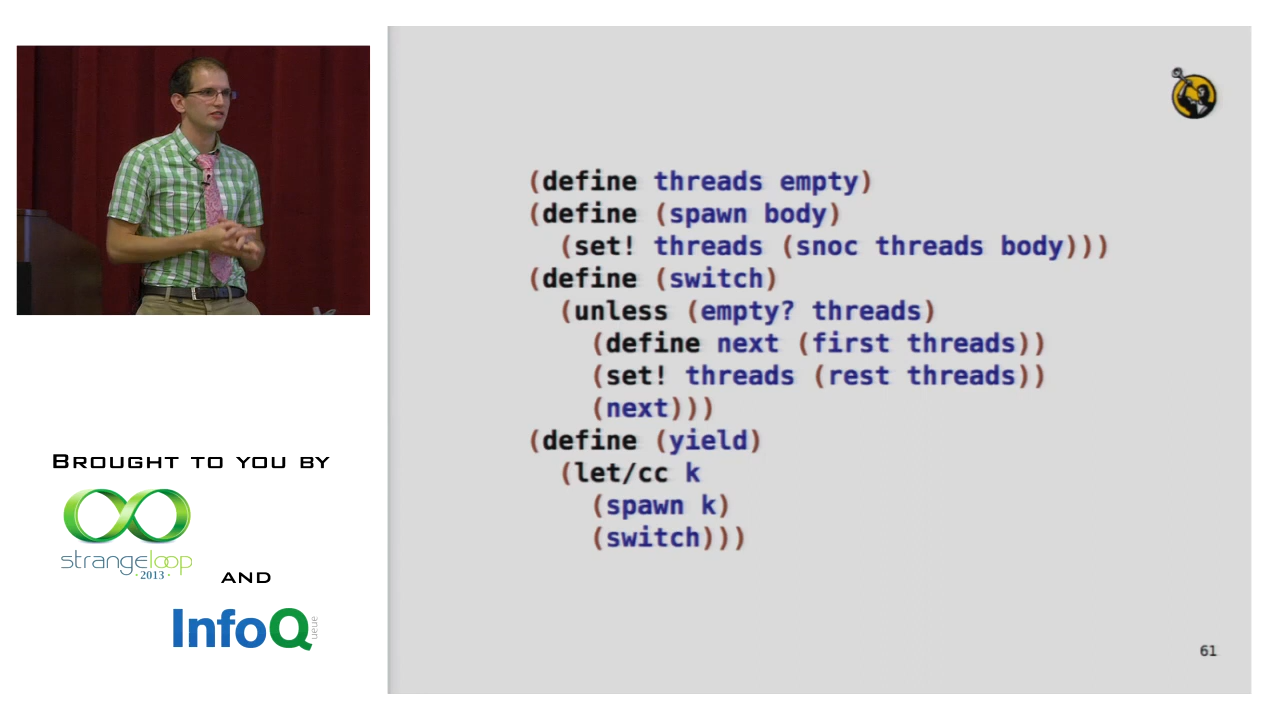 (define threads empty)
(define (spawn body)
  (set! threads (snoc threads body)))
(define (switch)
  (unless (empty? threads)
    (define next (first threads))
    (set! threads (rest threads))
    (next)))
(define (yield)
  (let/cc k
    (spawn k)
    (switch)))
61
BROUGHT TO YOU BY
strangeloop
·2013·
AND
InfoQ
ueue